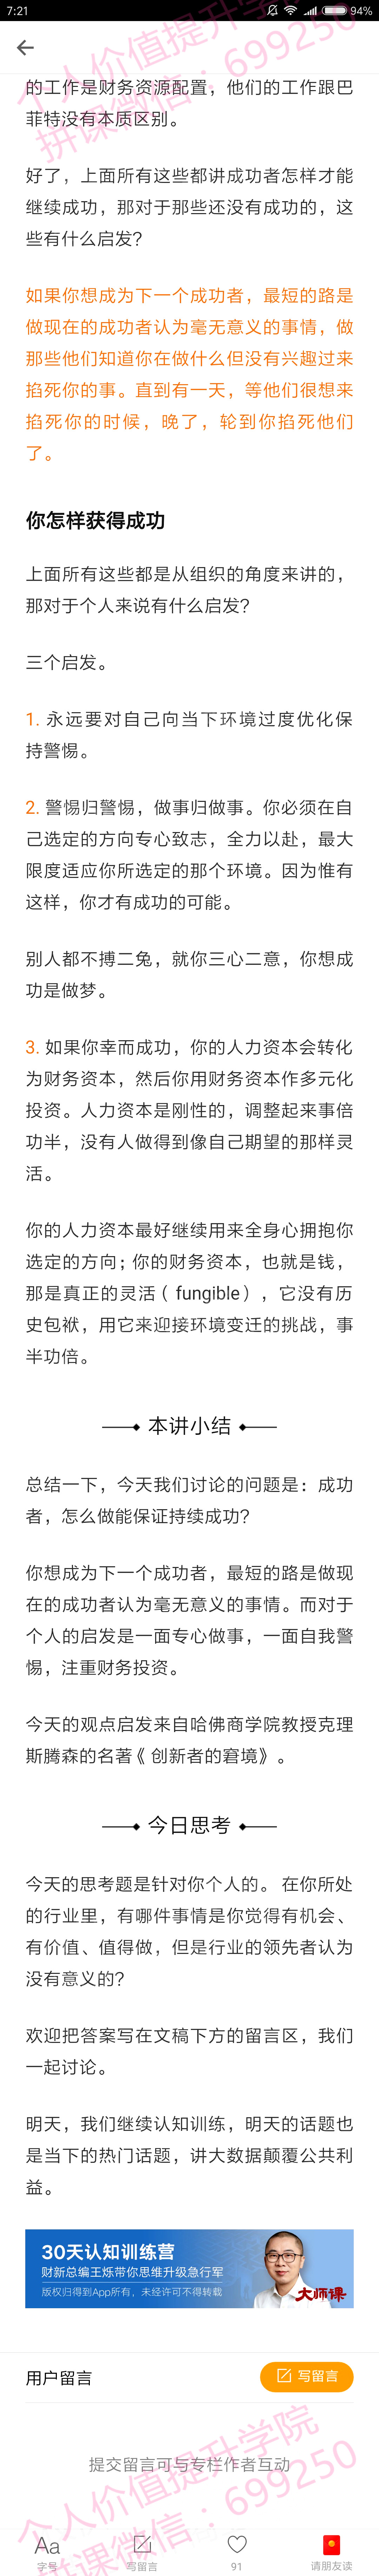 7:21
94%
个人价值提升学院
拼课微信：699250
的工作是财务资源配置，他们的工作跟巴
菲特没有本质区别。
好了，上面所有这些都讲成功者怎样才能
继续成功，那对于那些还没有成功的，这
些有什么启发？
如果你想成为下一个成功者，最短的路是
做现在的成功者认为毫无意义的事情，做
那些他们知道你在做什么但没有兴趣过来
掐死你的事。直到有一天，等他们很想来
掐死你的时候，晚了，轮到你掐死他们
了。
你怎样获得成功
上面所有这些都是从组织的角度来讲的，
那对于个人来说有什么启发？
三个启发。
1. 永远要对自己向当下环境过度优化保
持警惕。
2. 警惕归警惕，做事归做事。你必须在自
己选定的方向专心致志，全力以赴，最大
限度适应你所选定的那个环境。因为惟有
这样，你才有成功的可能。
别人都不搏二兔，就你三心二意，你想成
功是做梦。
3. 如果你幸而成功，你的人力资本会转化
为财务资本，然后你用财务资本作多元化
投资。人力资本是刚性的，调整起来事倍
功半，没有人做得到像自己期望的那样灵
活。
你的人力资本最好继续用来全身心拥抱你
选定的方向；你的财务资本，也就是钱，
那是真正的灵活（fungible），它没有历
史包袱，用它来迎接环境变迁的挑战，事
半功倍。
本讲小结
总结一下，今天我们讨论的问题是：成功
者，怎么做能保证持续成功？
你想成为下一个成功者，最短的路是做现
在的成功者认为毫无意义的事情。而对于
个人的启发是一面专心做事，一面自我警
惕，注重财务投资。
今天的观点启发来自哈佛商学院教授克理
斯腾森的名著《创新者的窘境》。
今日思考
今天的思考题是针对你个人的。在你所处
的行业里，有哪件事情是你觉得有机会、
有价值、值得做，但是行业的领先者认为
没有意义的？
欢迎把答案写在文稿下方的留言区，我们
一起讨论。
明天，我们继续认知训练，明天的话题也
是当下的热门话题，讲大数据颠覆公共利
益。
30天认知训练营
财新总编王烁带你思维升级急行军
版权归得到App所有，未经许可不得转载
大师课
用户留言
写留言
提交留言可与专栏作者互动
个人价值提升学院
拼课微信：699250
Aa
字号
写留言
91
请朋友读